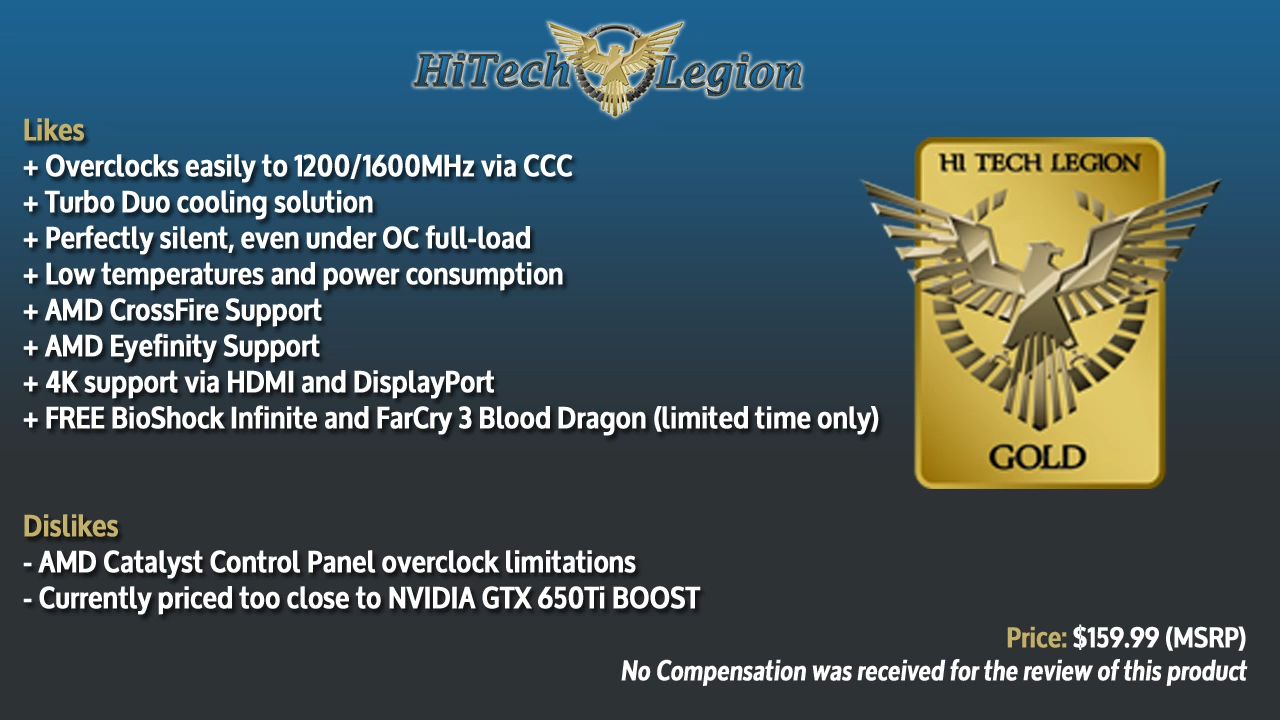 HiTech Legion
Likes
+ Overclocks easily to 1200/1600MHz via CCC
+ Turbo Duo cooling solution
+ Perfectly silent, even under OC full-load
+ Low temperatures and power consumption
+ AMD CrossFire Support
+ AMD Eyefinity Support
+ 4K support via HDMI and DisplayPort
+ FREE BioShock Infinite and FarCry 3 Blood Dragon (limited time only)
HI TECH LEGION
GOLD
Dislikes
- AMD Catalyst Control Panel overclock limitations
- Currently priced too close to NVIDIA GTX 650Ti BOOST
Price: $159.99 (MSRP)
No Compensation was received for the review of this product